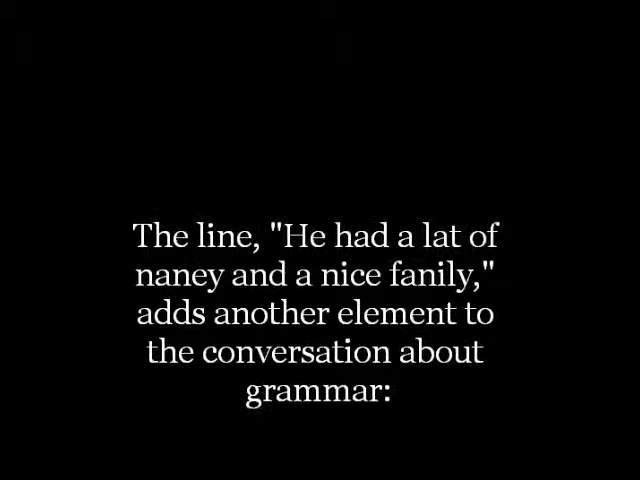 The line, "He had a lat of
naney and a nice fanily,"
adds another element to
the conversation about
grammar: